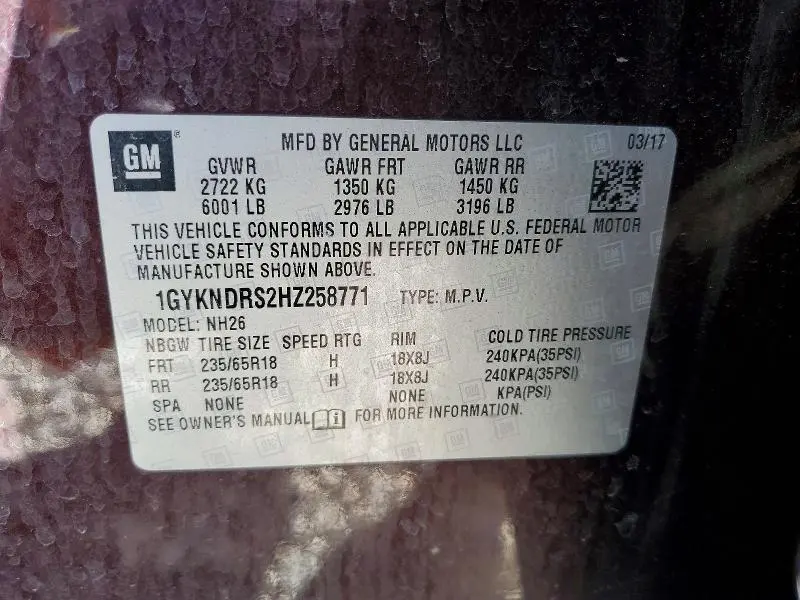 GM ® MFD BY GENERAL MOTORS LLC 03/17
GVWR GAWR FRT GAWR RR
2722 KG 1350 KG 1450 KG
6001 LB 2976 LB 3196 LB
THIS VEHICLE CONFORMS TO ALL APPLICABLE U.S. FEDERAL MOTOR
VEHICLE SAFETY STANDARDS IN EFFECT ON THE DATE OF
MANUFACTURE SHOWN ABOVE.
1GYKNDRS2HZ258771 TYPE: M.P.V.
MODEL: NH26
NBGW TIRE SIZE SPEED RTG RIM COLD TIRE PRESSURE
FRT 235/65R18 H 18X8J 240KPA(35PSI)
RR 235/65R18 H 18X8J 240KPA(35PSI)
SPA NONE NONE KPA(PSI)
SEE OWNER'S MANUAL FOR MORE INFORMATION.